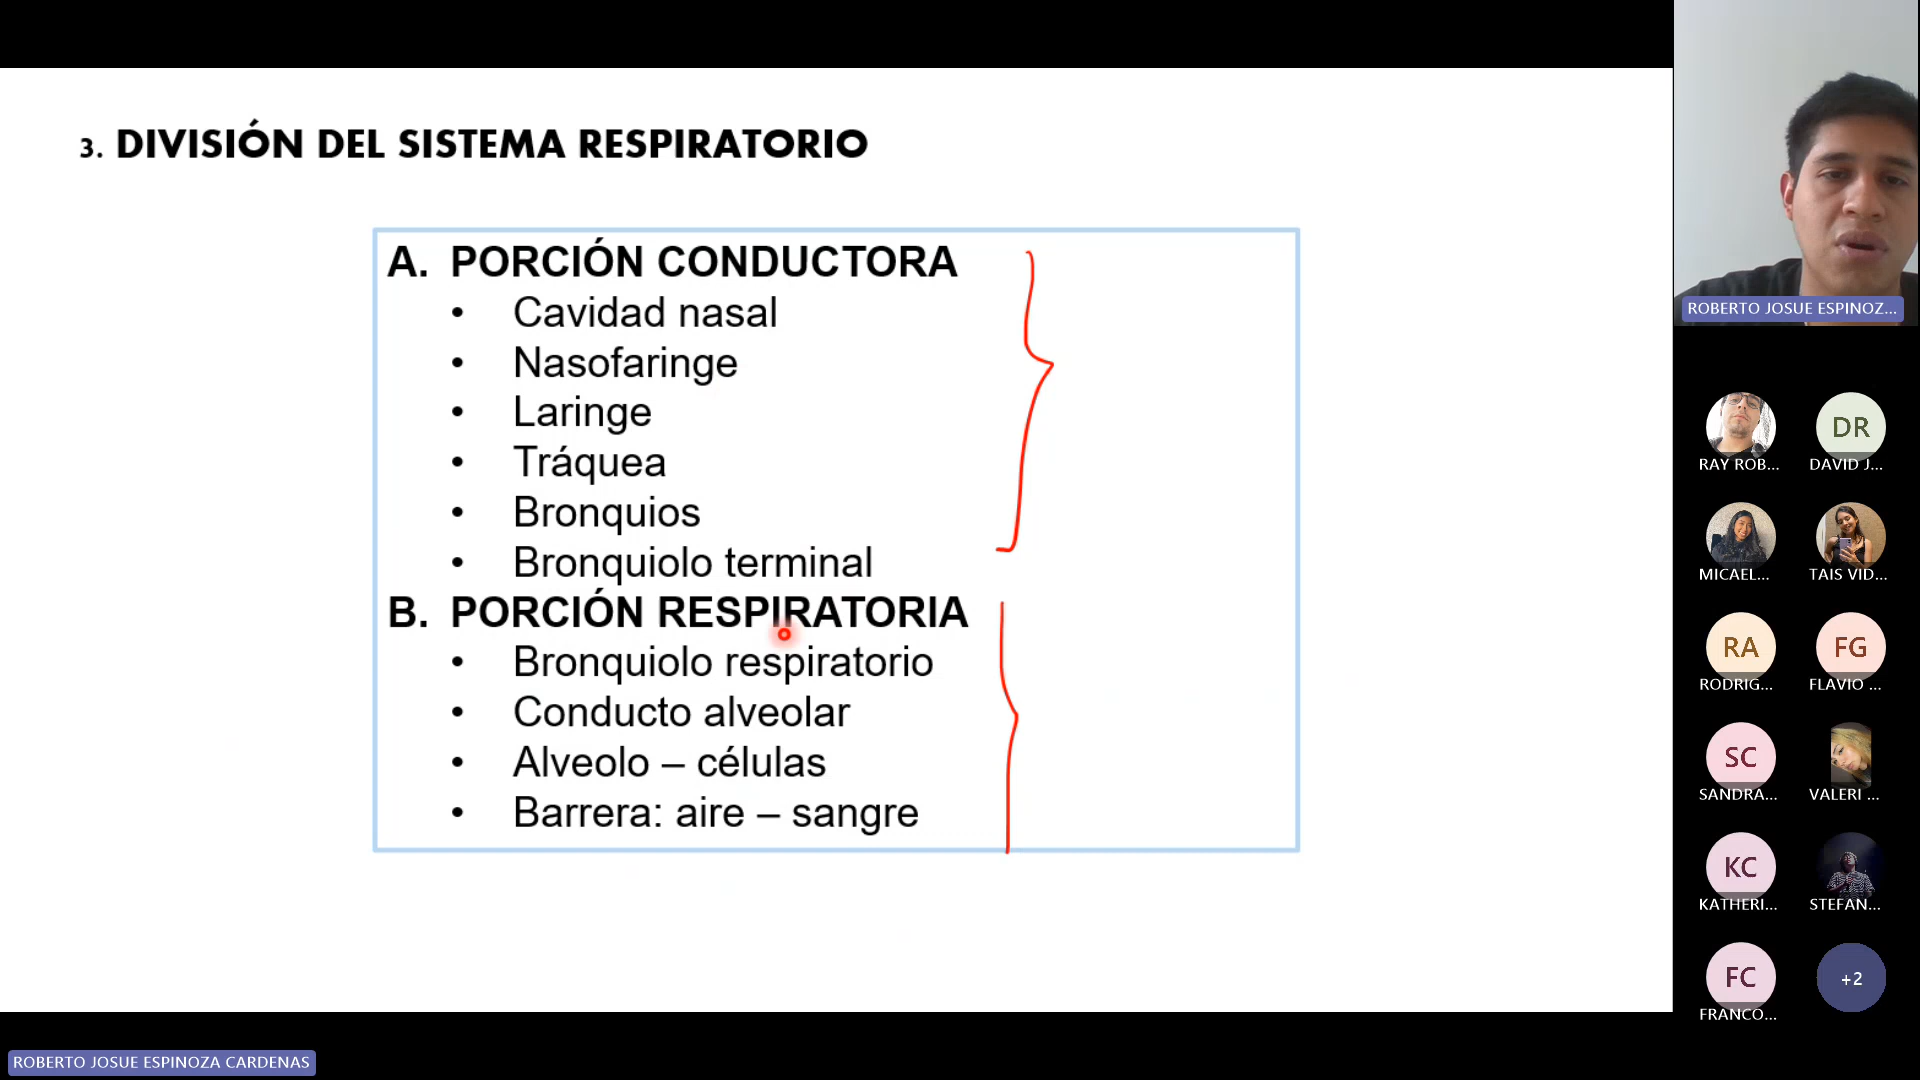 3. DIVISIÓN DEL SISTEMA RESPIRATORIO
A. PORCIÓN CONDUCTORA
• Cavidad nasal
• Nasofaringe
• Laringe
• Tráquea
• Bronquios
• Bronquiolo terminal
B. PORCIÓN RESPIRATORIA
• Bronquiolo respiratorio
• Conducto alveolar
• Alveolo – células
• Barrera: aire – sangre
ROBERTO JOSUE ESPINOZ...
RAY ROB...
DR
DAVID J...
MICAEL...
TAIS VID...
RA
RODRIG...
FG
FLAVIO ...
SC
SANDRA...
VALERI ...
KC
KATHERI...
STEFAN...
FC
FRANCO...
+2
ROBERTO JOSUE ESPINOZA CARDENAS